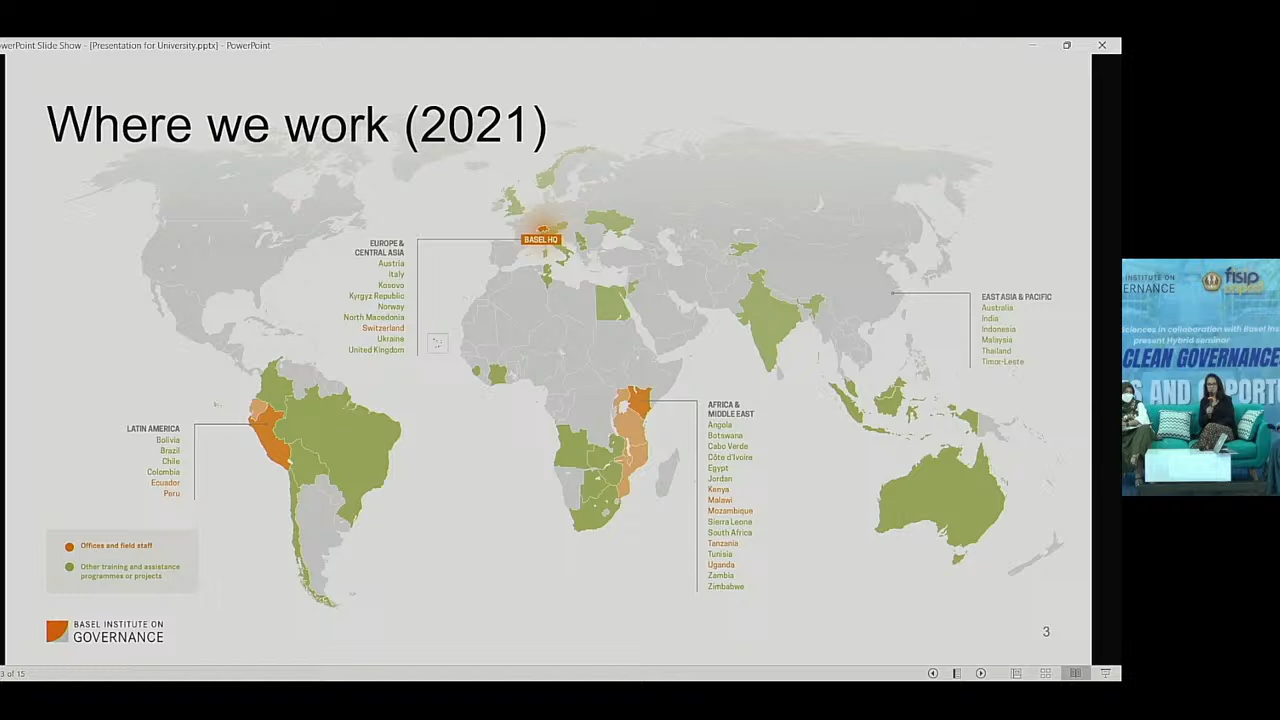 werPoint Slide Show - [Presentation for University.pptx] - PowerPoint
Where we work (2021)
BASEL HQ
EUROPE &
CENTRAL ASIA
Austria
Italy
Kosovo
Kyrgyz Republic
Norway
North Macedonia
Switzerland
Ukraine
United Kingdom
EAST ASIA & PACIFIC
Australia
India
Indonesia
Malaysia
Thailand
Timor-Leste
LATIN AMERICA
Bolivia
Brazil
Chile
Colombia
Ecuador
Peru
AFRICA &
MIDDLE EAST
Angola
Botswana
Cabo Verde
Côte d'Ivoire
Egypt
Jordan
Kenya
Malawi
Mozambique
Sierra Leone
South Africa
Tanzania
Tunisia
Uganda
Zambia
Zimbabwe
Offices and field staff
Other training and assistance
programmes or projects
BASEL INSTITUTE ON
GOVERNANCE
3
3 of 15
INSTITUTE ON
ERNANCE
fisip
Sciences in collaboration with Basel Ins
present Hybrid seminar
CLEAN GOVERNANCE
S AND OPPORT